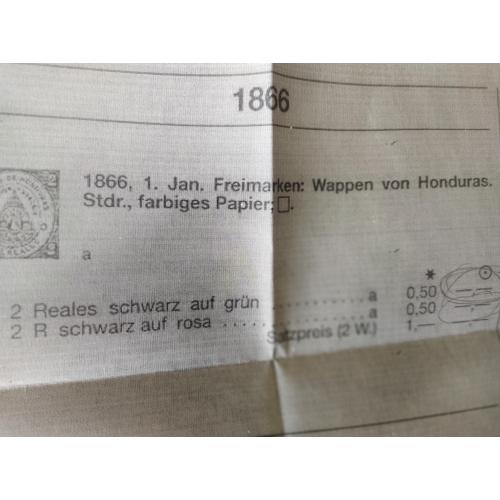 1866
1866, 1. Jan. Freimarken: Wappen von Honduras.
Stdr., farbiges Papier; □.
a
* ⊙
2 Reales schwarz auf grün .......... a 0,50 —,—
2 R schwarz auf rosa .......... a 0,50 —,—
Satzpreis (2 W.) 1,— —,—